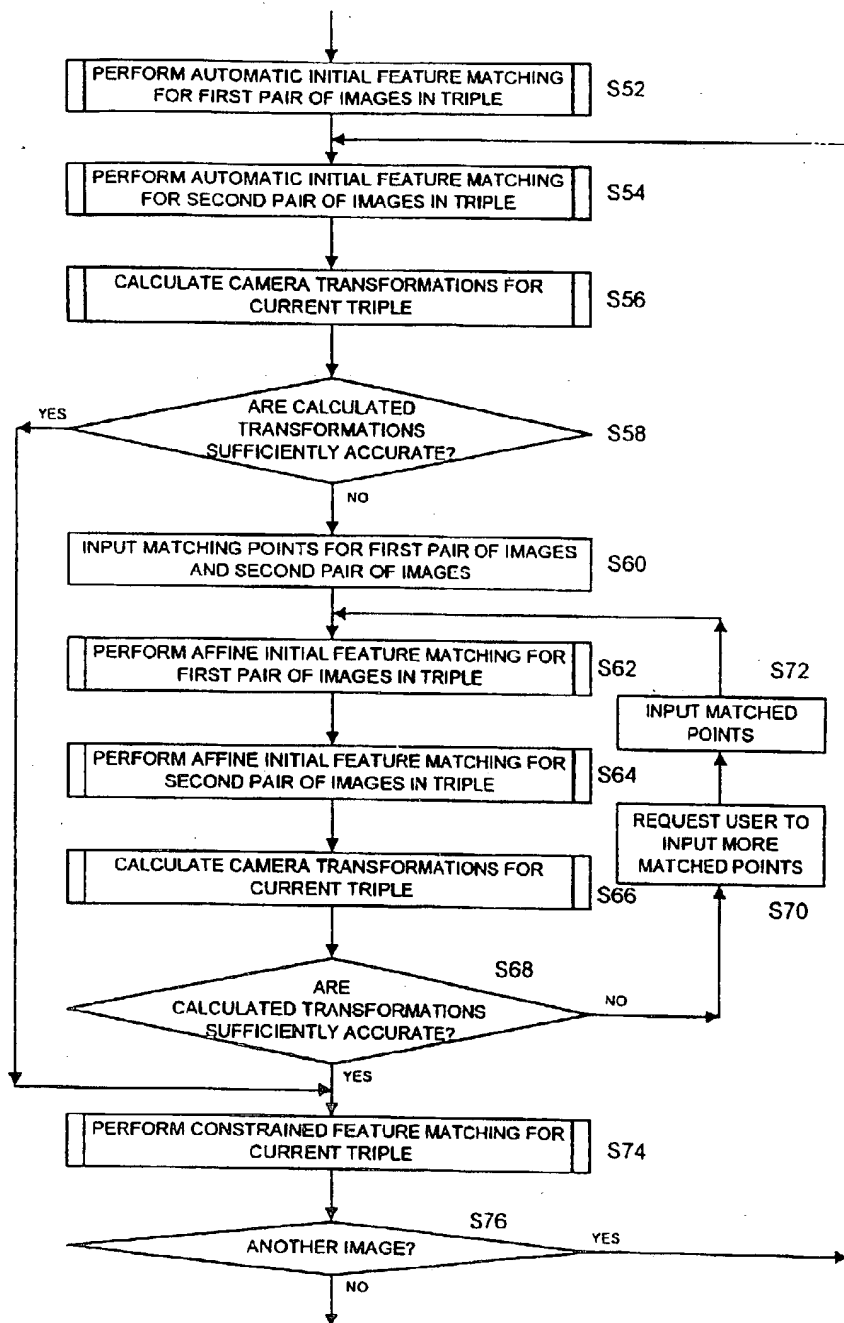 PERFORM AUTOMATIC INITIAL FEATURE MATCHING
FOR FIRST PAIR OF IMAGES IN TRIPLE
S52
PERFORM AUTOMATIC INITIAL FEATURE MATCHING
FOR SECOND PAIR OF IMAGES IN TRIPLE
S54
CALCULATE CAMERA TRANSFORMATIONS FOR
CURRENT TRIPLE
S56
YES
ARE CALCULATED
TRANSFORMATIONS
SUFFICIENTLY ACCURATE?
S58
NO
INPUT MATCHING POINTS FOR FIRST PAIR OF IMAGES
AND SECOND PAIR OF IMAGES
S60
PERFORM AFFINE INITIAL FEATURE MATCHING FOR
FIRST PAIR OF IMAGES IN TRIPLE
S62
S72
INPUT MATCHED
POINTS
PERFORM AFFINE INITIAL FEATURE MATCHING FOR
SECOND PAIR OF IMAGES IN TRIPLE
S64
REQUEST USER TO
INPUT MORE
MATCHED POINTS
S70
CALCULATE CAMERA TRANSFORMATIONS FOR
CURRENT TRIPLE
S66
S68
ARE
CALCULATED TRANSFORMATIONS
SUFFICIENTLY ACCURATE?
NO
YES
PERFORM CONSTRAINED FEATURE MATCHING FOR
CURRENT TRIPLE
S74
S76
ANOTHER IMAGE?
YES
NO